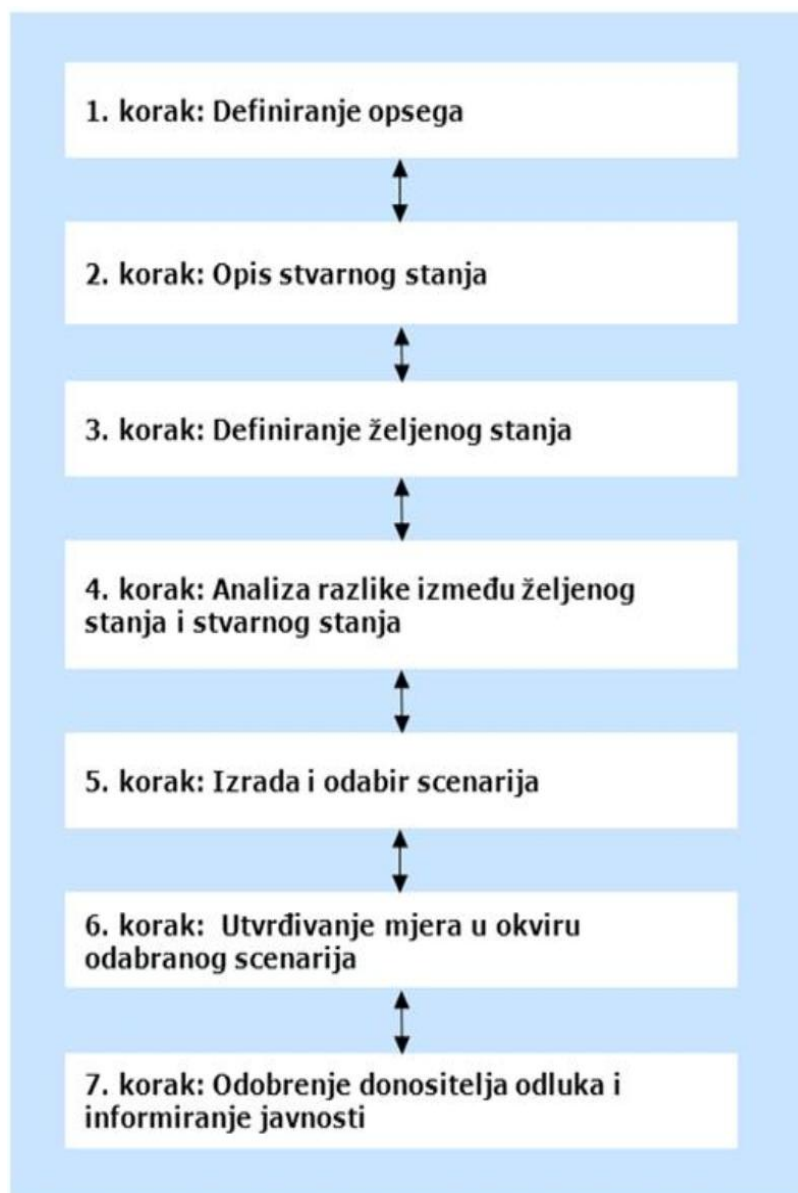 1. korak: Definiranje opsega
2. korak: Opis stvarnog stanja
3. korak: Definiranje željenog stanja
4. korak: Analiza razlike između željenog
stanja i stvarnog stanja
5. korak: Izrada i odabir scenarija
6. korak: Utvrđivanje mjera u okviru
odabranog scenarija
7. korak: Odobrenje donositelja odluka i
informiranje javnosti